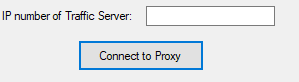 IP number of Traffic Server:
Connect to Proxy